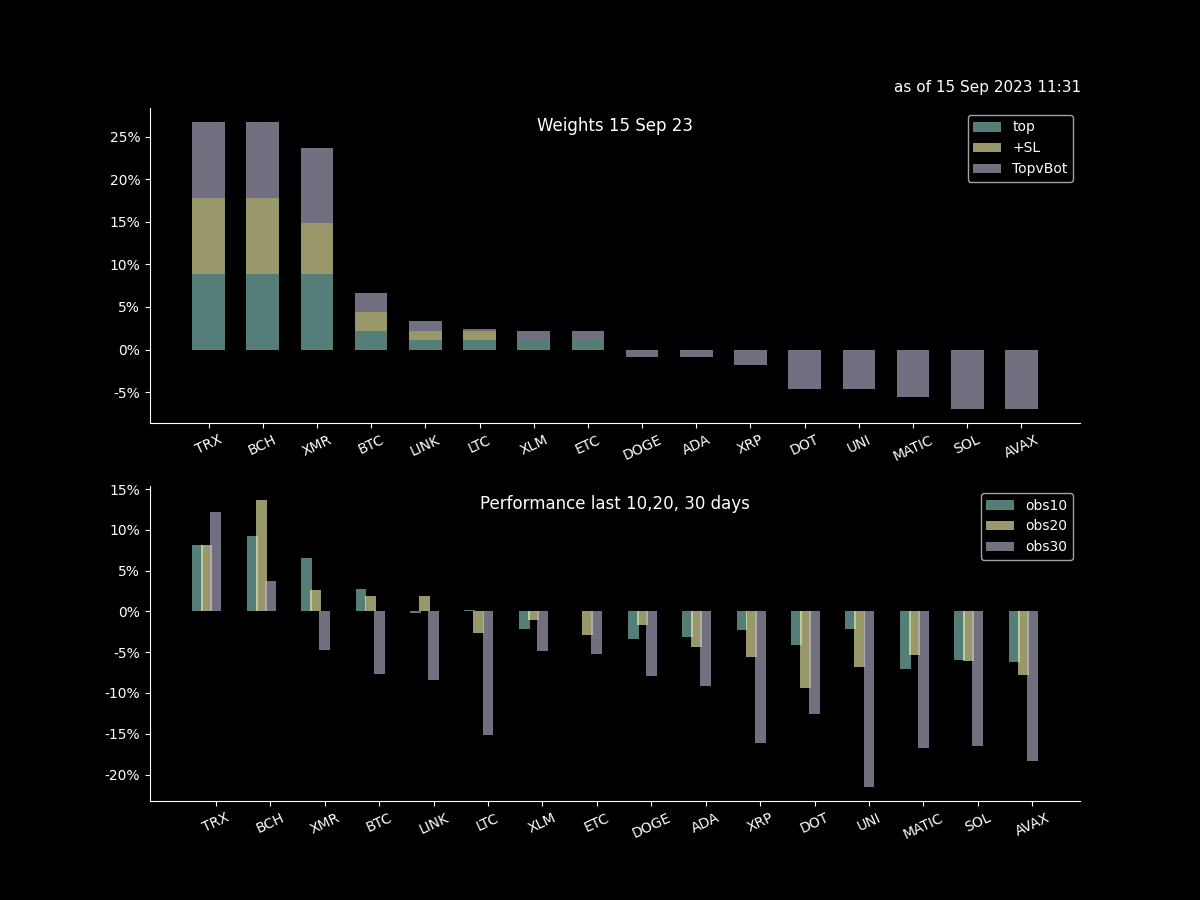 as of 15 Sep 2023 11:31
Weights 15 Sep 23
top
+SL
TopvBot
25%
20%
15%
10%
5%
0%
-5%
TRX BCH XMR BTC LINK LTC XLM ETC DOGE ADA XRP DOT UNI MATIC SOL AVAX
Performance last 10,20, 30 days
obs10
obs20
obs30
15%
10%
5%
0%
-5%
-10%
-15%
-20%
TRX BCH XMR BTC LINK LTC XLM ETC DOGE ADA XRP DOT UNI MATIC SOL AVAX